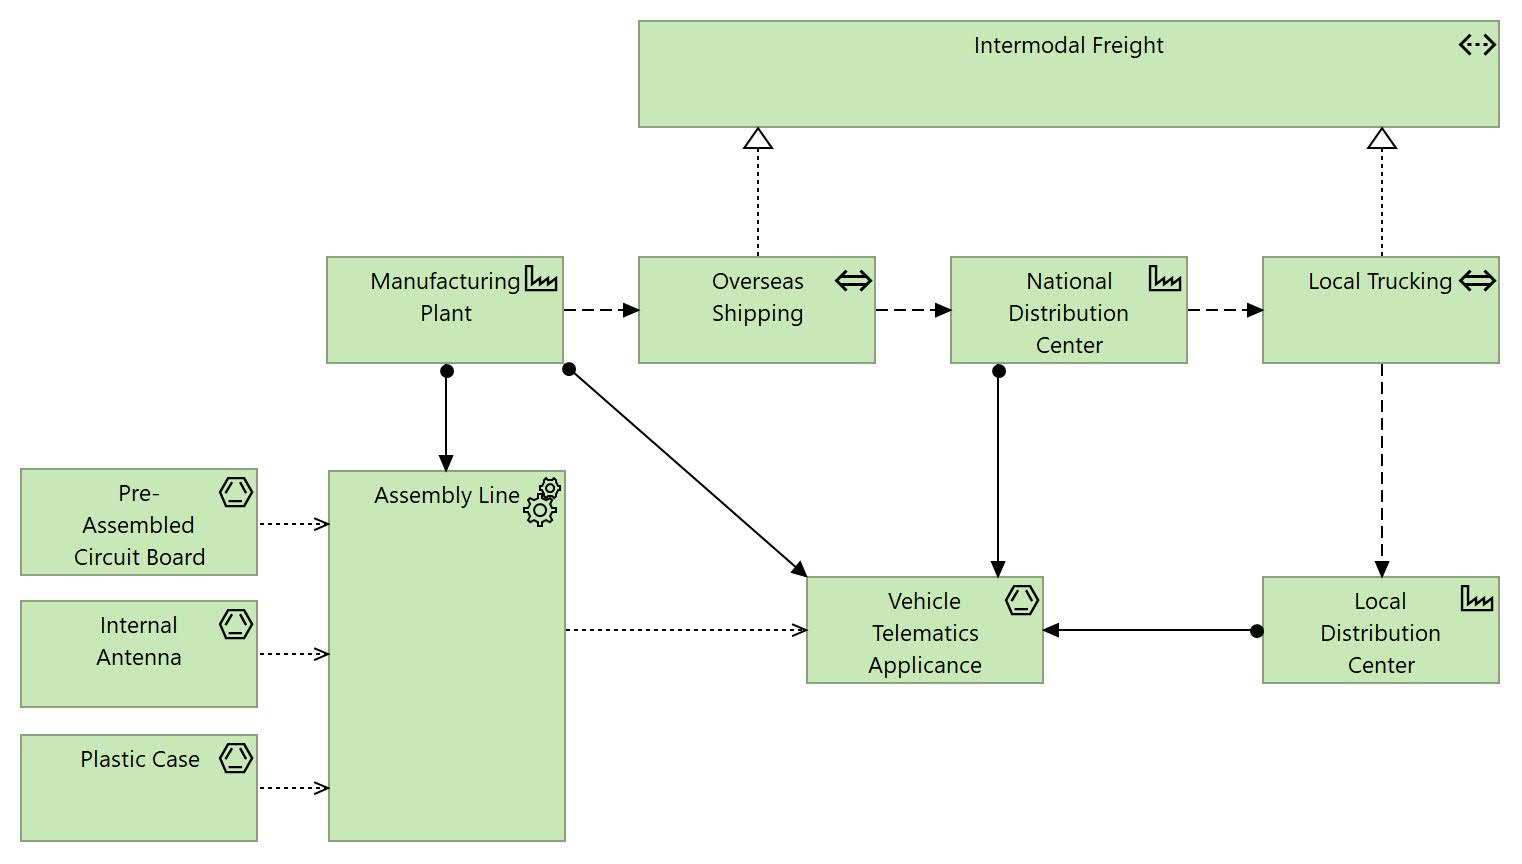 Intermodal Freight
Manufacturing
Plant
Overseas
Shipping
National
Distribution
Center
Local Trucking
Pre-
Assembled
Circuit Board
Assembly Line
Internal
Antenna
Vehicle
Telematics
Applicance
Local
Distribution
Center
Plastic Case